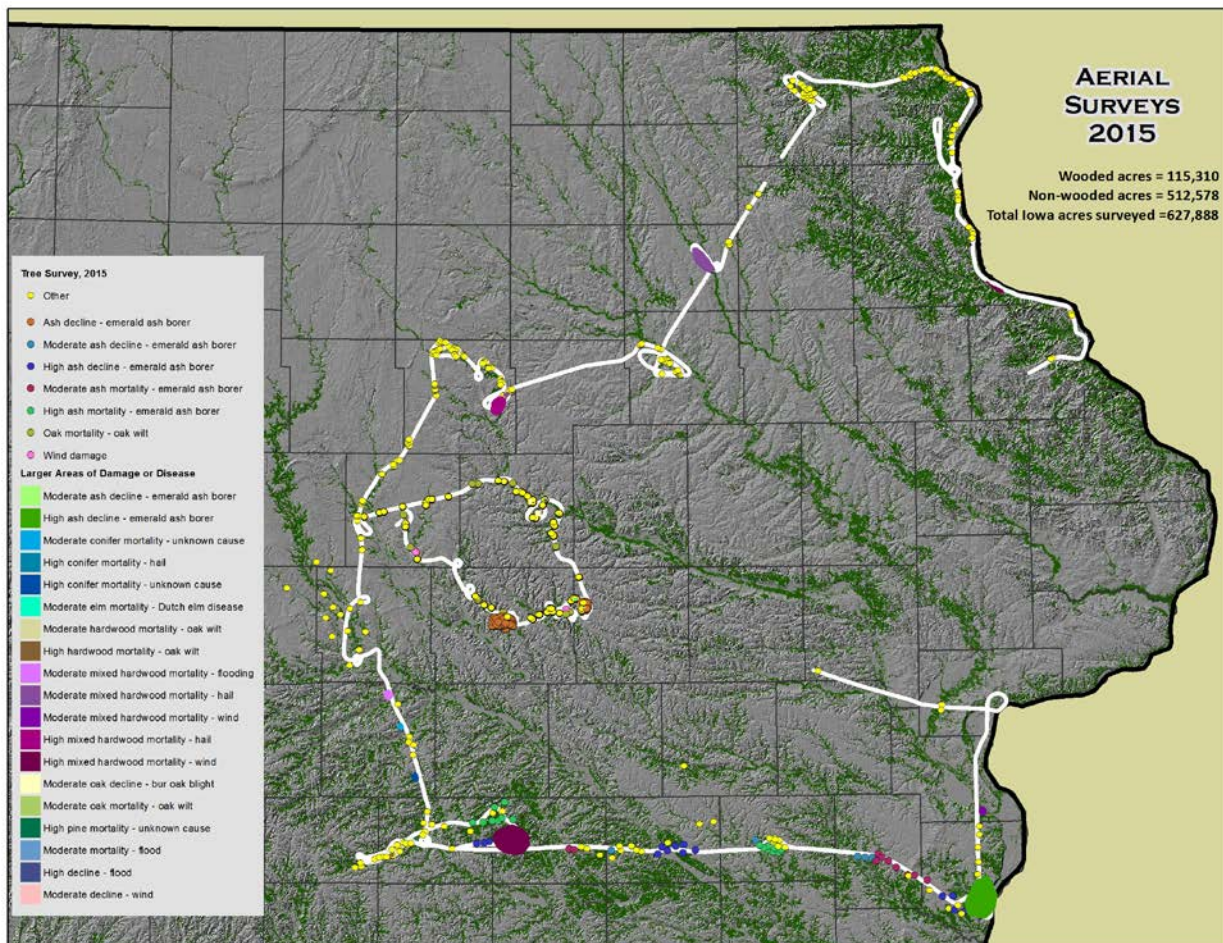 AERIAL
SURVEYS
2015
Wooded acres = 115,310
Non-wooded acres = 512,578
Total Iowa acres surveyed =627,888
Tree Survey, 2015
Other
Ash decline - emerald ash borer
Moderate ash decline - emerald ash borer
High ash decline - emerald ash borer
Moderate ash mortality - emerald ash borer
High ash mortality - emerald ash borer
Oak mortality - oak wilt
Wind damage
Larger Areas of Damage or Disease
Moderate ash decline - emerald ash borer
High ash decline - emerald ash borer
Moderate conifer mortality - unknown cause
High conifer mortality - hail
High conifer mortality - unknown cause
Moderate elm mortality - Dutch elm disease
Moderate hardwood mortality - oak wilt
High hardwood mortality - oak wilt
Moderate mixed hardwood mortality - flooding
Moderate mixed hardwood mortality - hail
Moderate mixed hardwood mortality - wind
High mixed hardwood mortality - hail
High mixed hardwood mortality - wind
Moderate oak decline - bur oak blight
Moderate oak mortality - oak wilt
High pine mortality - unknown cause
Moderate mortality - flood
High decline - flood
Moderate decline - wind